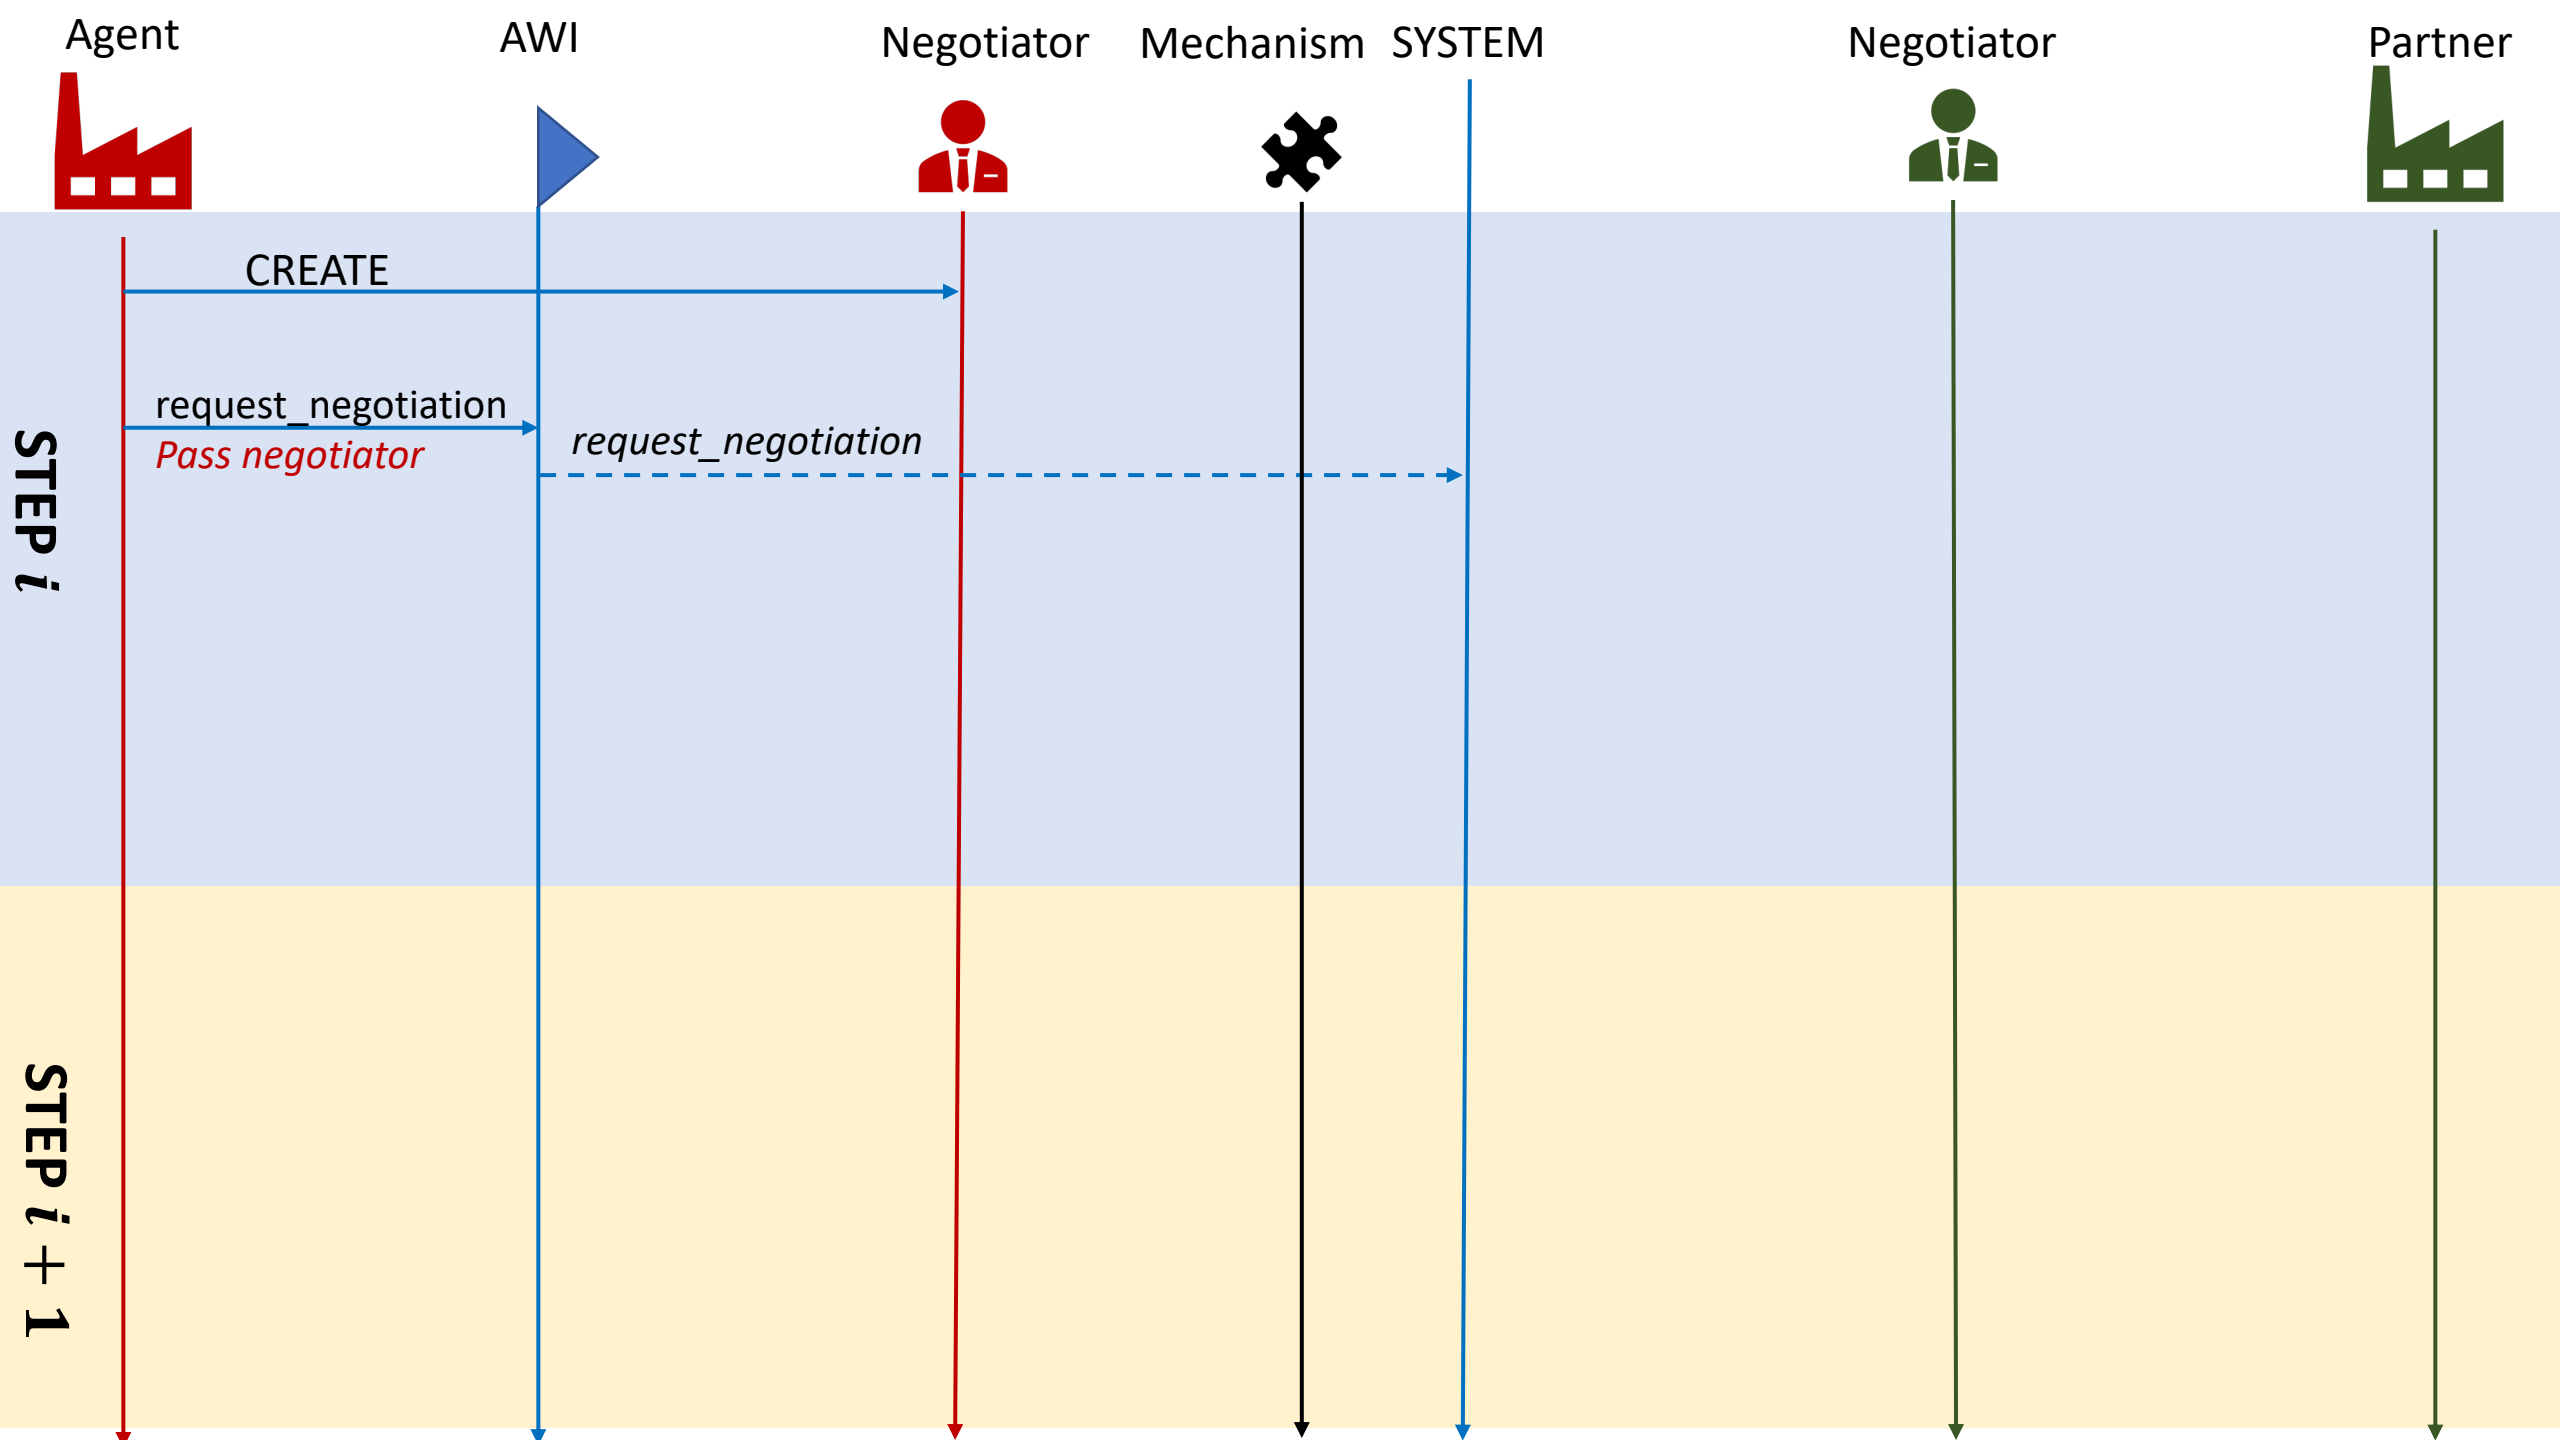 Agent
AWI
Negotiator
Mechanism
SYSTEM
Negotiator
Partner
CREATE
request_negotiation
Pass negotiator
request_negotiation
STEP i
STEP i + 1